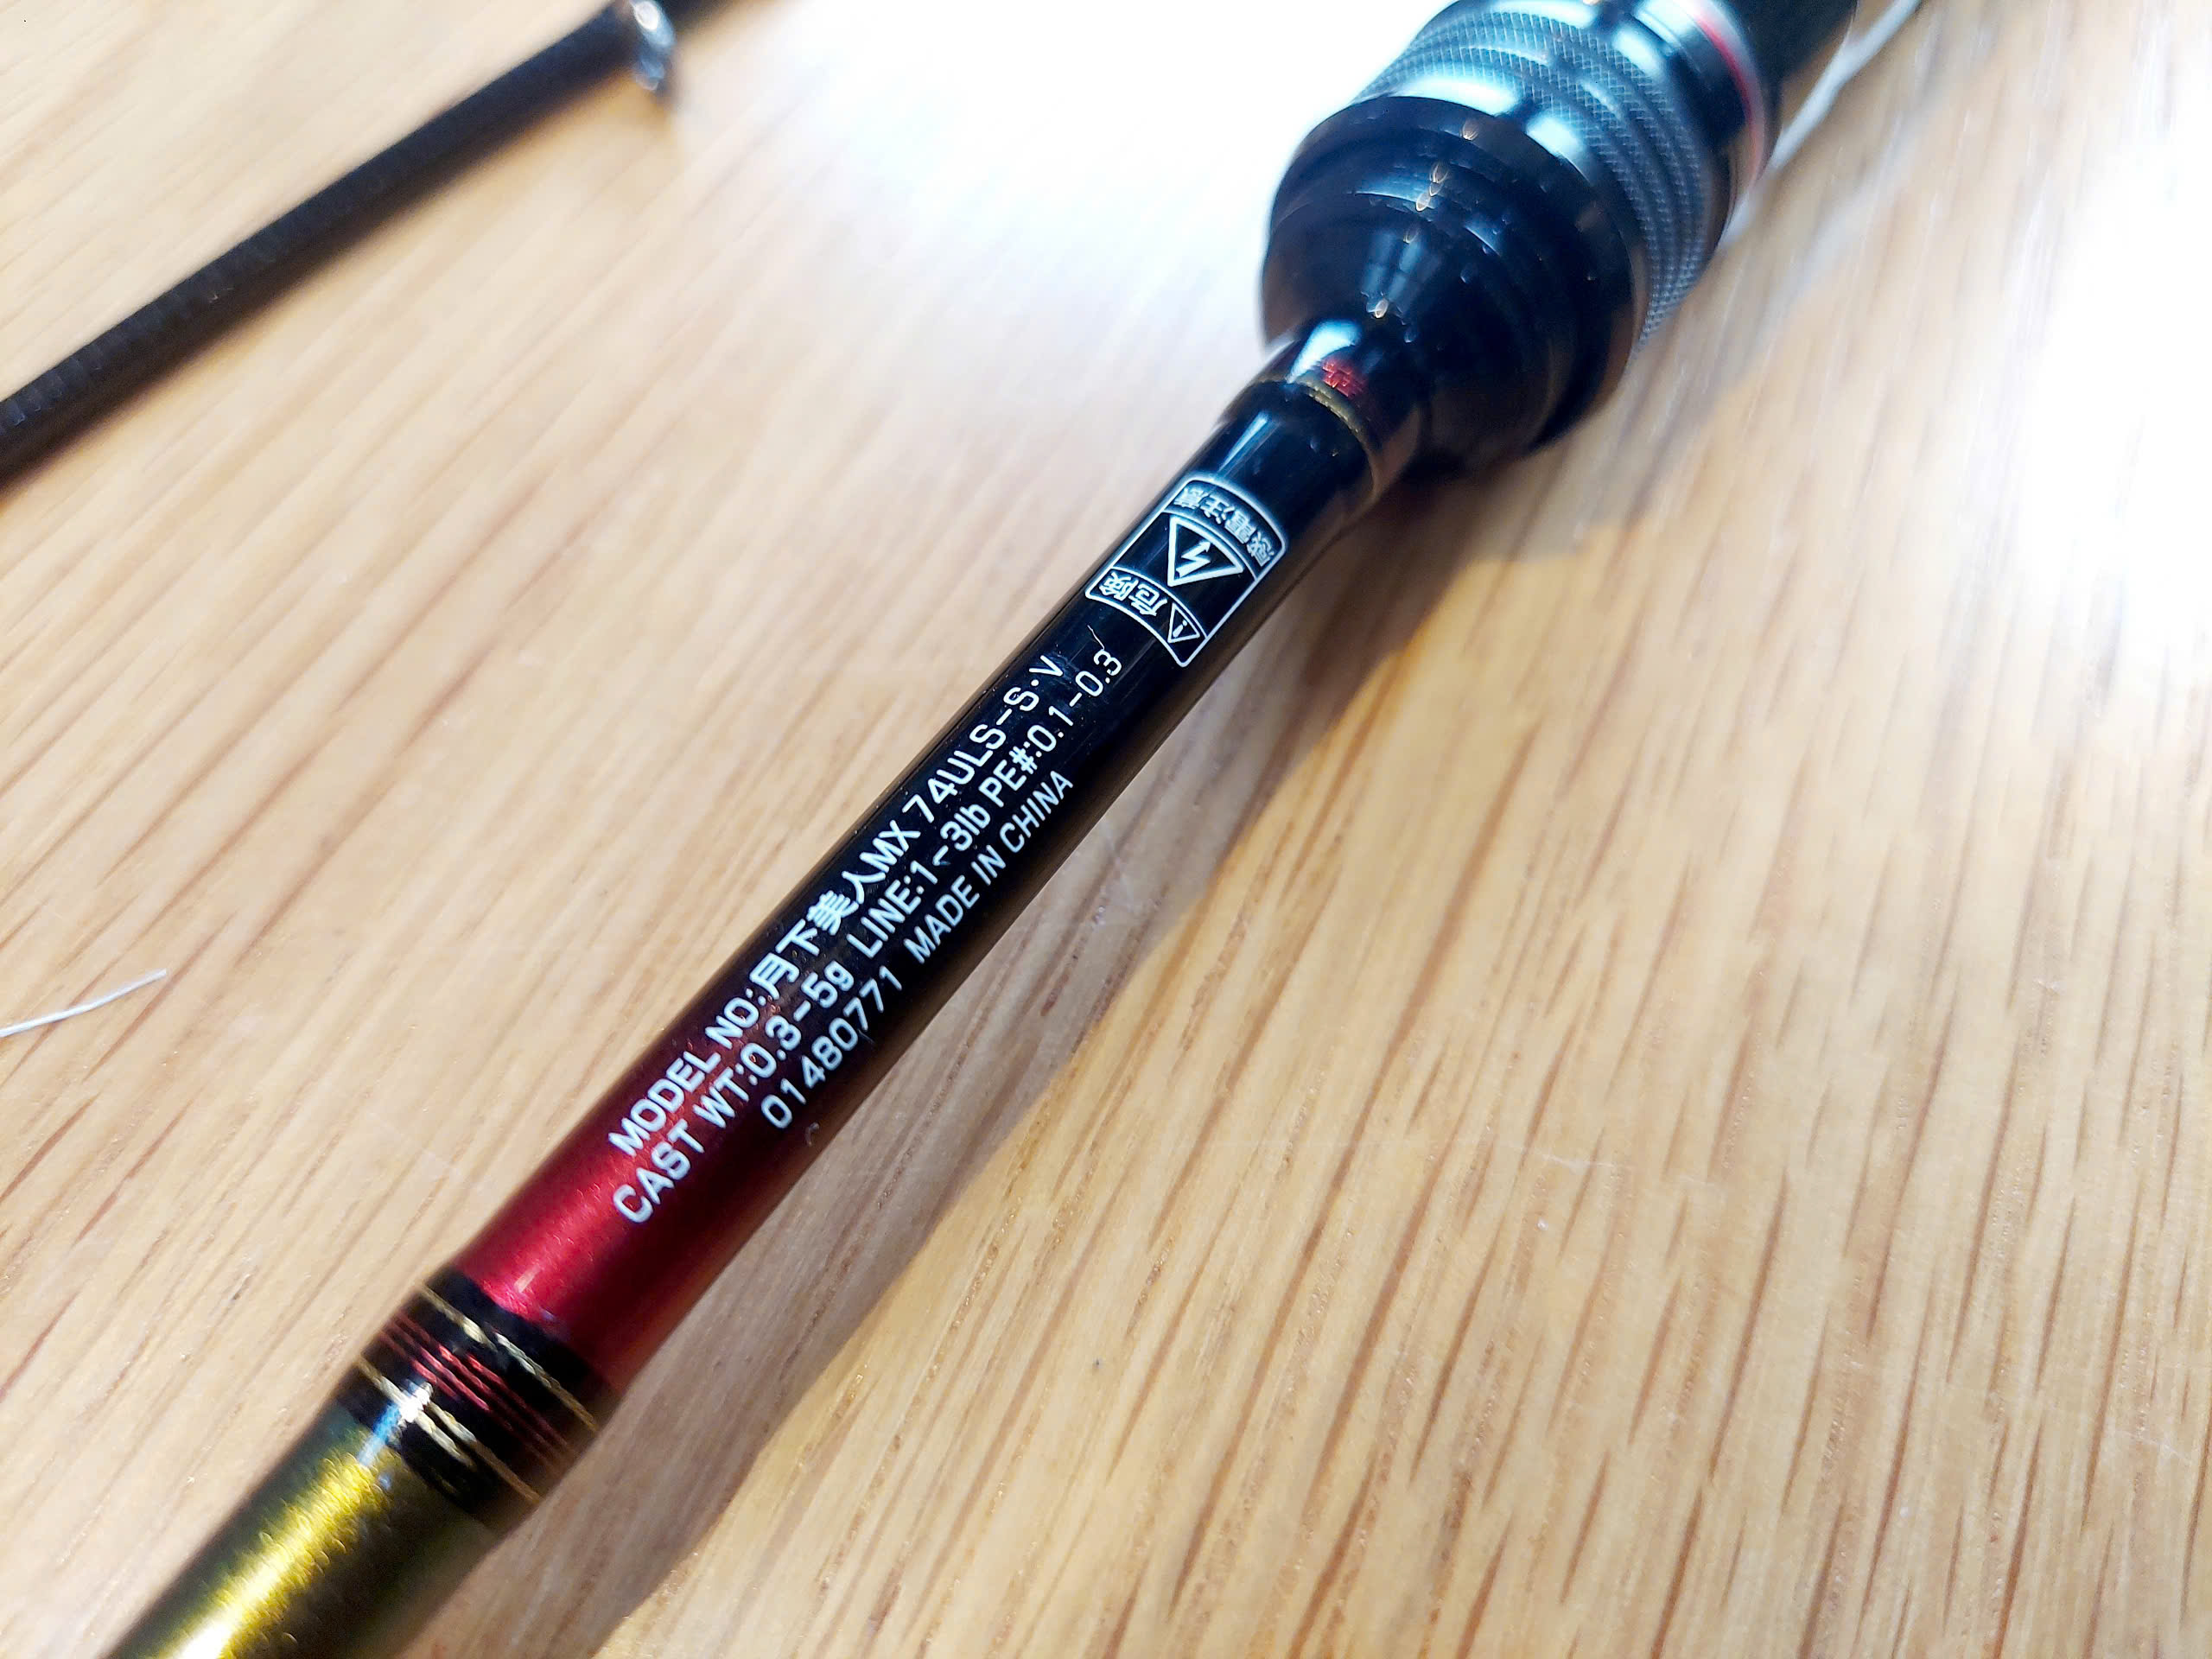 MODEL NO:月下美人MX 74ULS-S·V
CAST WT:0.3-5g LINE:1-3lb PE#:0.1-0.3
01480771 MADE IN CHINA
危険
感電注意